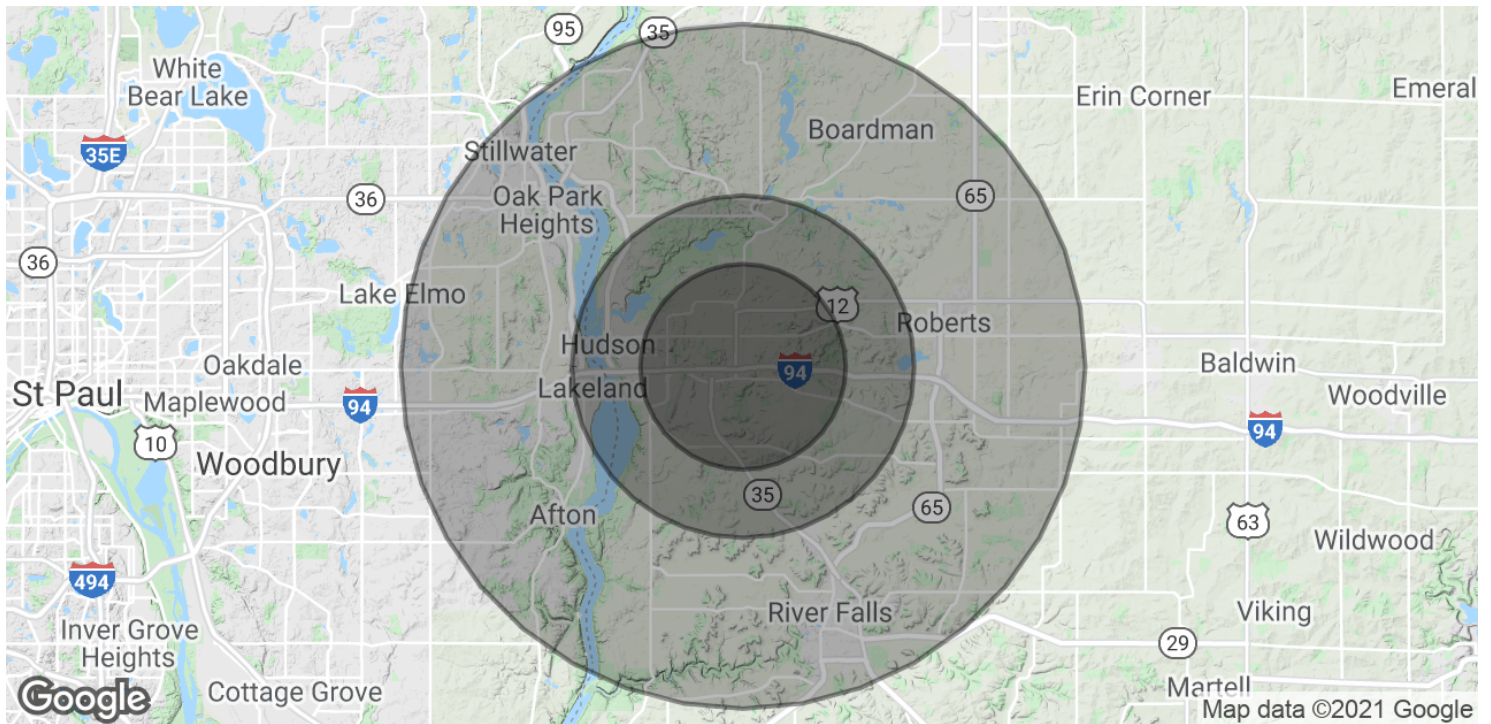 95
35
White
Bear Lake
Emeral
Erin Corner
Boardman
35E
Stillwater
36
Oak Park
Heights
65
36
Lake Elmo
12
Roberts
Hudson
Oakdale
Baldwin
94
Lakeland
St Paul
Maplewood
94
Woodville
94
10
Woodbury
35
65
Afton
63
Wildwood
494
River Falls
Viking
Inver Grove
Heights
29
Cottage Grove
Martell
Google
Map data ©2021 Google